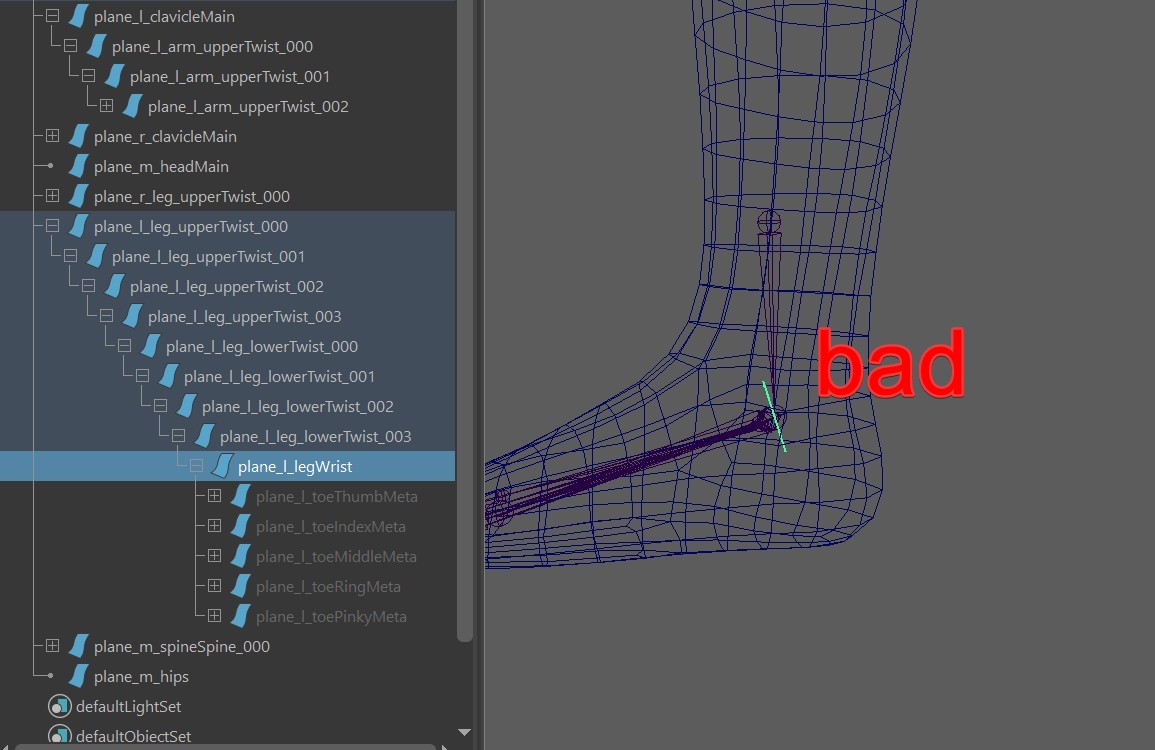 plane_l_clavicleMain
plane_l_arm_upperTwist_000
plane_l_arm_upperTwist_001
plane_l_arm_upperTwist_002
plane_r_clavicleMain
plane_m_headMain
plane_r_leg_upperTwist_000
plane_l_leg_upperTwist_000
plane_l_leg_upperTwist_001
plane_l_leg_upperTwist_002
plane_l_leg_upperTwist_003
plane_l_leg_lowerTwist_000
plane_l_leg_lowerTwist_001
plane_l_leg_lowerTwist_002
plane_l_leg_lowerTwist_003
plane_l_legWrist
plane_l_toeThumbMeta
plane_l_toeIndexMeta
plane_l_toeMiddleMeta
plane_l_toeRingMeta
plane_l_toePinkyMeta
plane_m_spineSpine_000
plane_m_hips
defaultLightSet
defaultObjectSet
bad